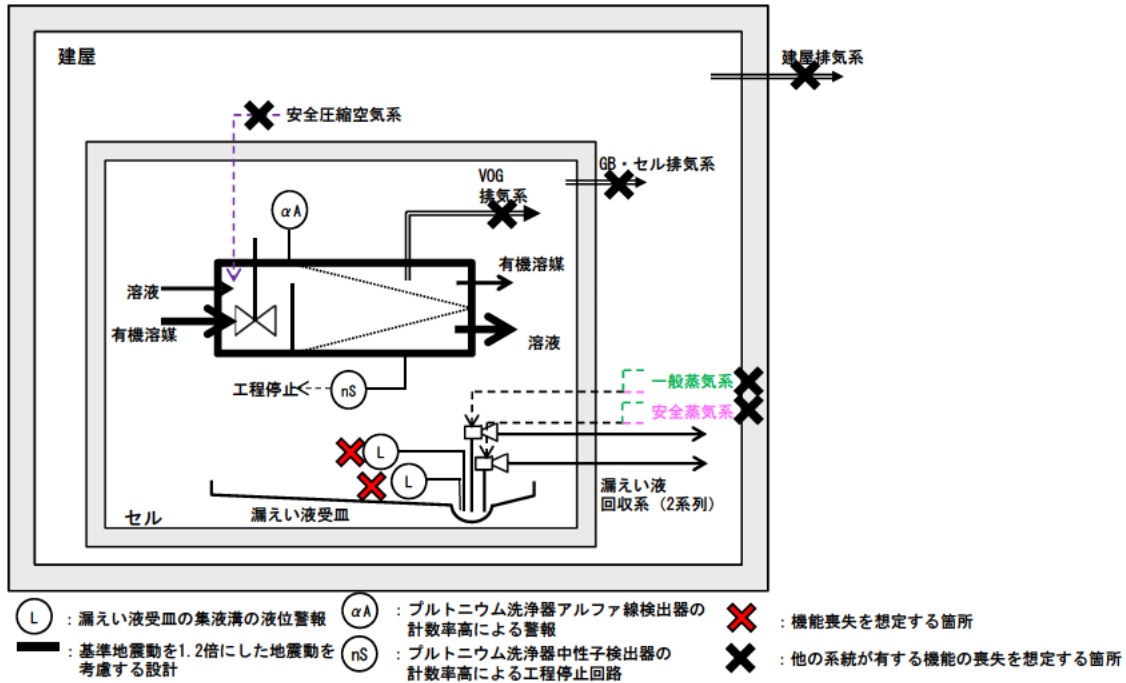 建屋
建屋排気系
安全圧縮空気系
GB・セル排気系
VOG
排気系
αA
有機溶媒
溶液
有機溶媒
溶液
工程停止
nS
一般蒸気系
安全蒸気系
L
L
漏えい液
回収系(2系列)
漏えい液受皿
セル
L
:漏えい液受皿の集液溝の液位警報
:基準地震動を1.2倍にした地震動を
考慮する設計
αA
:プルトニウム洗浄器アルファ線検出器の
計数率高による警報
nS
:プルトニウム洗浄器中性子検出器の
計数率高による工程停止回路
:機能喪失を想定する箇所
:他の系統が有する機能の喪失を想定する箇所